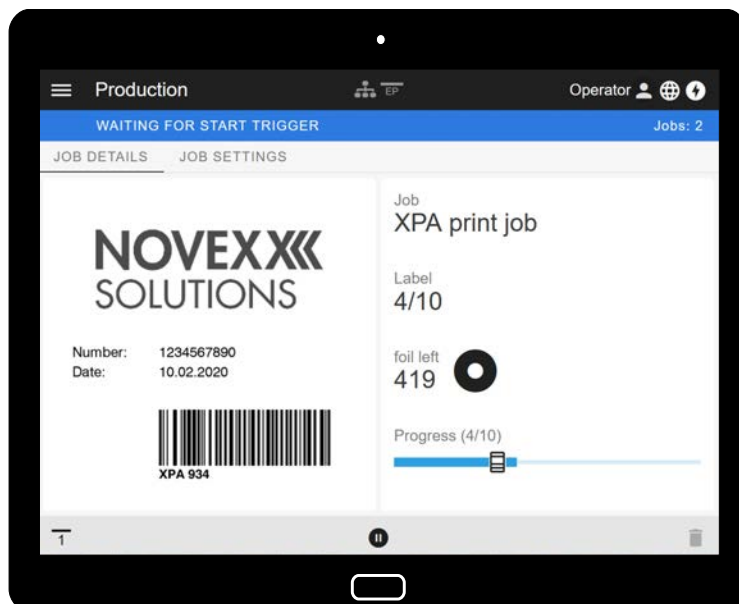 Production
EP
Operator
WAITING FOR START TRIGGER
Jobs: 2
JOB DETAILS
JOB SETTINGS
NOVEXX
SOLUTIONS
Number: 1234567890
Date: 10.02.2020
XPA 934
Job
XPA print job
Label
4/10
foil left
419
Progress (4/10)
1